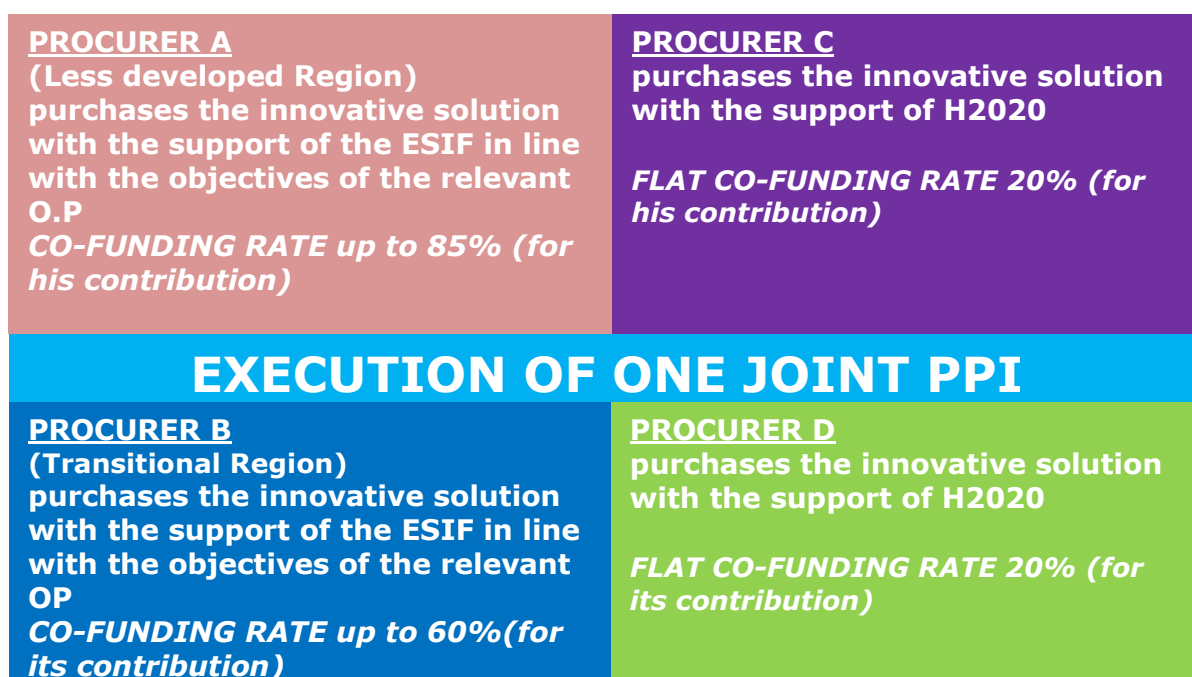 PROCURER A
(Less developed Region)
purchases the innovative solution
with the support of the ESIF in line
with the objectives of the relevant
O.P
CO-FUNDING RATE up to 85% (for
his contribution)
PROCURER C
purchases the innovative solution
with the support of H2020
FLAT CO-FUNDING RATE 20% (for
his contribution)
EXECUTION OF ONE JOINT PPI
PROCURER B
(Transitional Region)
purchases the innovative solution
with the support of the ESIF in line
with the objectives of the relevant
OP
CO-FUNDING RATE up to 60%(for
its contribution)
PROCURER D
purchases the innovative solution
with the support of H2020
FLAT CO-FUNDING RATE 20% (for
its contribution)